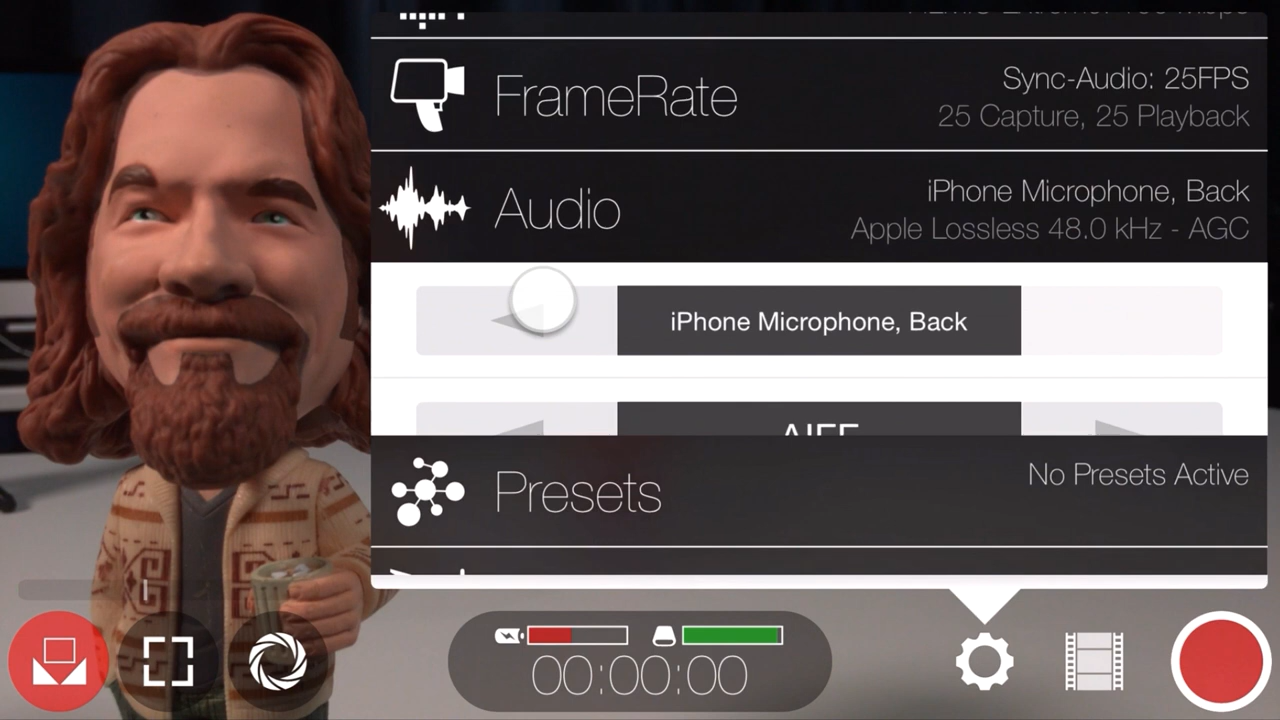 FrameRate
Sync-Audio: 25FPS
25 Capture, 25 Playback
Audio
iPhone Microphone, Back
Apple Lossless 48.0 kHz - AGC
iPhone Microphone, Back
AIFF
Presets
No Presets Active
00:00:00